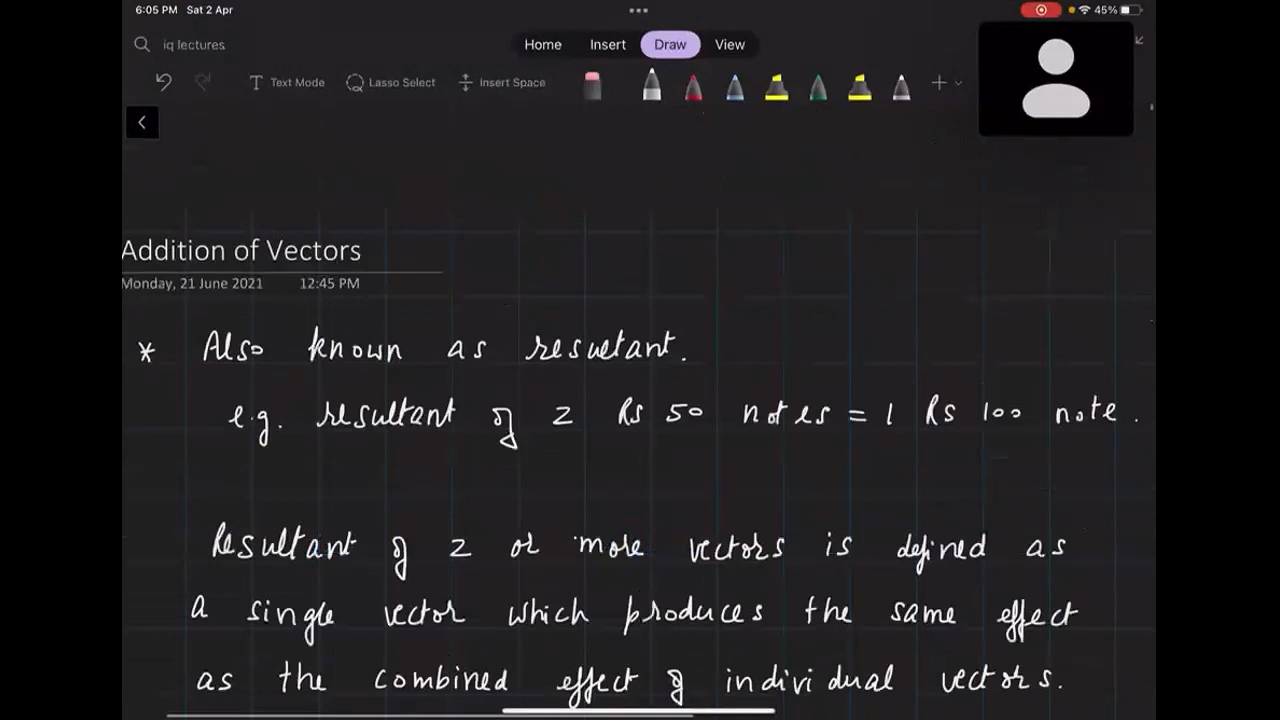 6:05 PM Sat 2 Apr
45%
iq lectures
Home Insert Draw View
Text Mode Lasso Select Insert Space
Addition of Vectors
Monday, 21 June 2021 12:45 PM
* Also known as resultant.
e.g. resultant of 2 Rs 50 notes = 1 Rs 100 note.
Resultant of 2 or more vectors is defined as
a single vector which produces the same effect
as the combined effect of individual vectors.